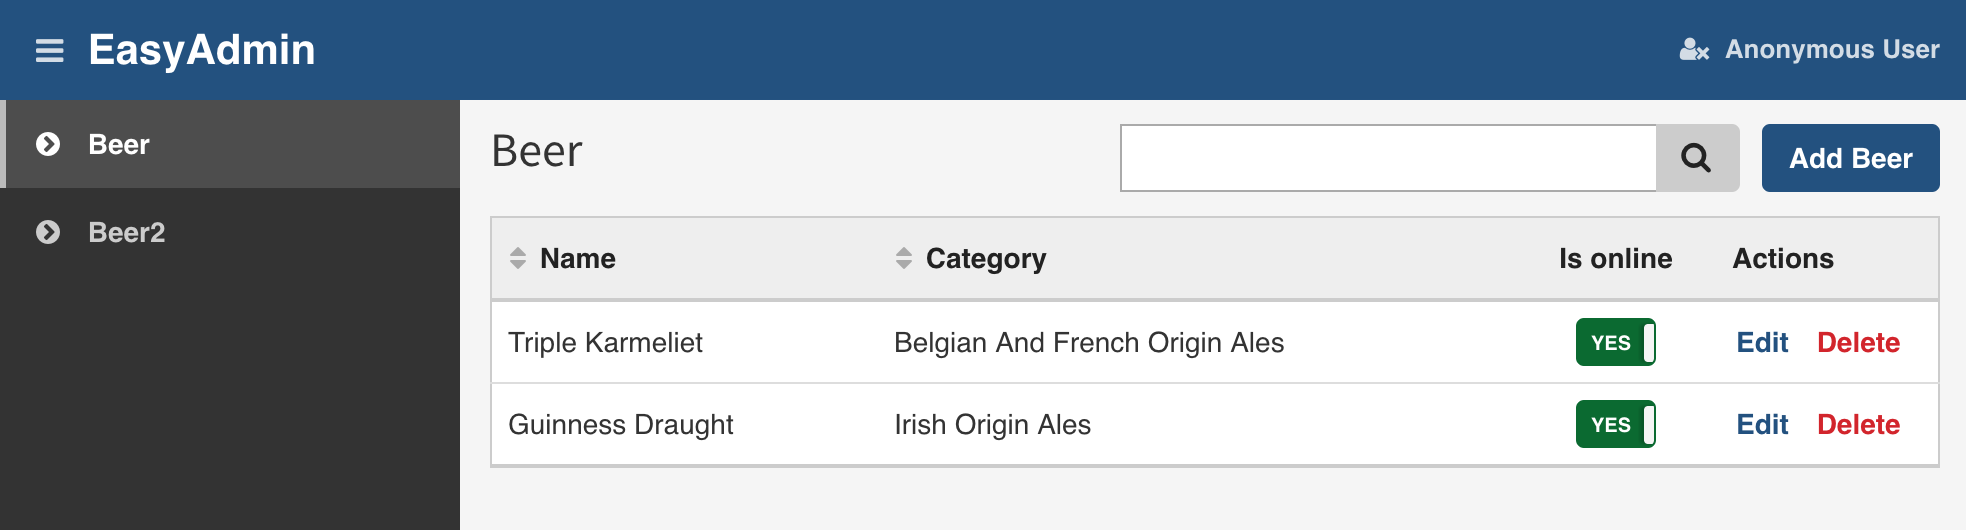 EasyAdmin
Anonymous User
Beer
Beer2
Beer
Add Beer
Name Category Is online Actions
Triple Karmeliet Belgian And French Origin Ales YES Edit Delete
Guinness Draught Irish Origin Ales YES Edit Delete